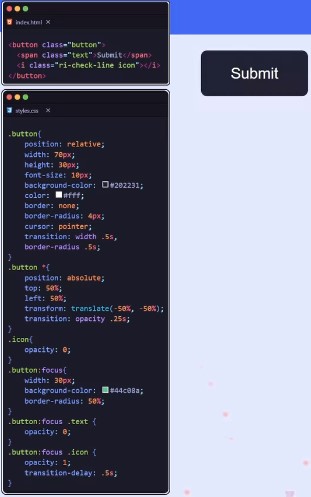 index.html ×
<button class="button">
<span class="text">Submit</span>
<i class="ri-check-line icon"></i>
</button>
Submit
styles.css ×
.button{
position: relative;
width: 70px;
height: 30px;
font-size: 10px;
background-color: #202231;
color: #fff;
border: none;
border-radius: 4px;
cursor: pointer;
transition: width .5s,
border-radius .5s;
}
.button *{
position: absolute;
top: 50%;
left: 50%;
transform: translate(-50%, -50%);
transition: opacity .25s;
}
.icon{
opacity: 0;
}
.button:focus{
width: 30px;
background-color: #44c08a;
border-radius: 50%;
}
.button:focus .text {
opacity: 0;
}
.button:focus .icon {
opacity: 1;
transition-delay: .5s;
}